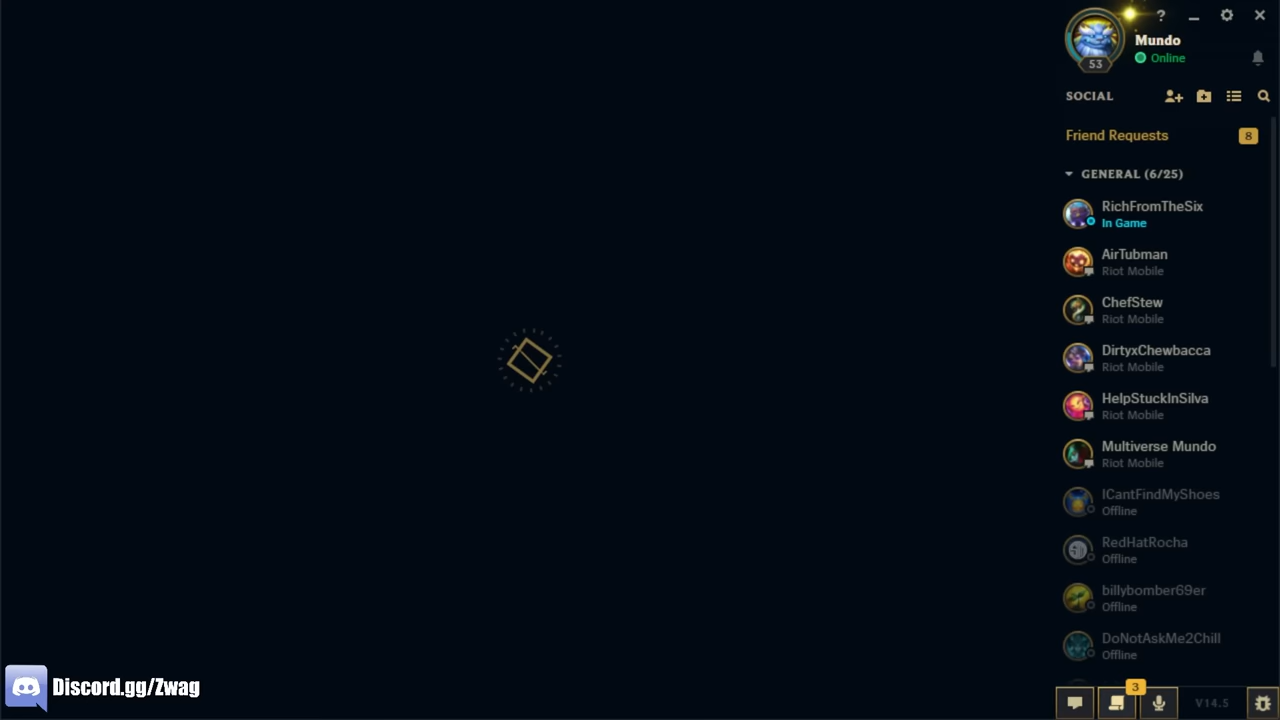 ?
Mundo
53
Online
SOCIAL
Friend Requests
8
GENERAL (6/25)
RichFromTheSix
In Game
AirTubman
Riot Mobile
ChefStew
Riot Mobile
DirtyxChewbacca
Riot Mobile
HelpStuckInSilva
Riot Mobile
Multiverse Mundo
Riot Mobile
ICantFindMyShoes
Offline
RedHatRocha
Offline
billybomber69er
Offline
DoNotAskMe2Chill
Offline
Discord.gg/Zwag
3
V14.5